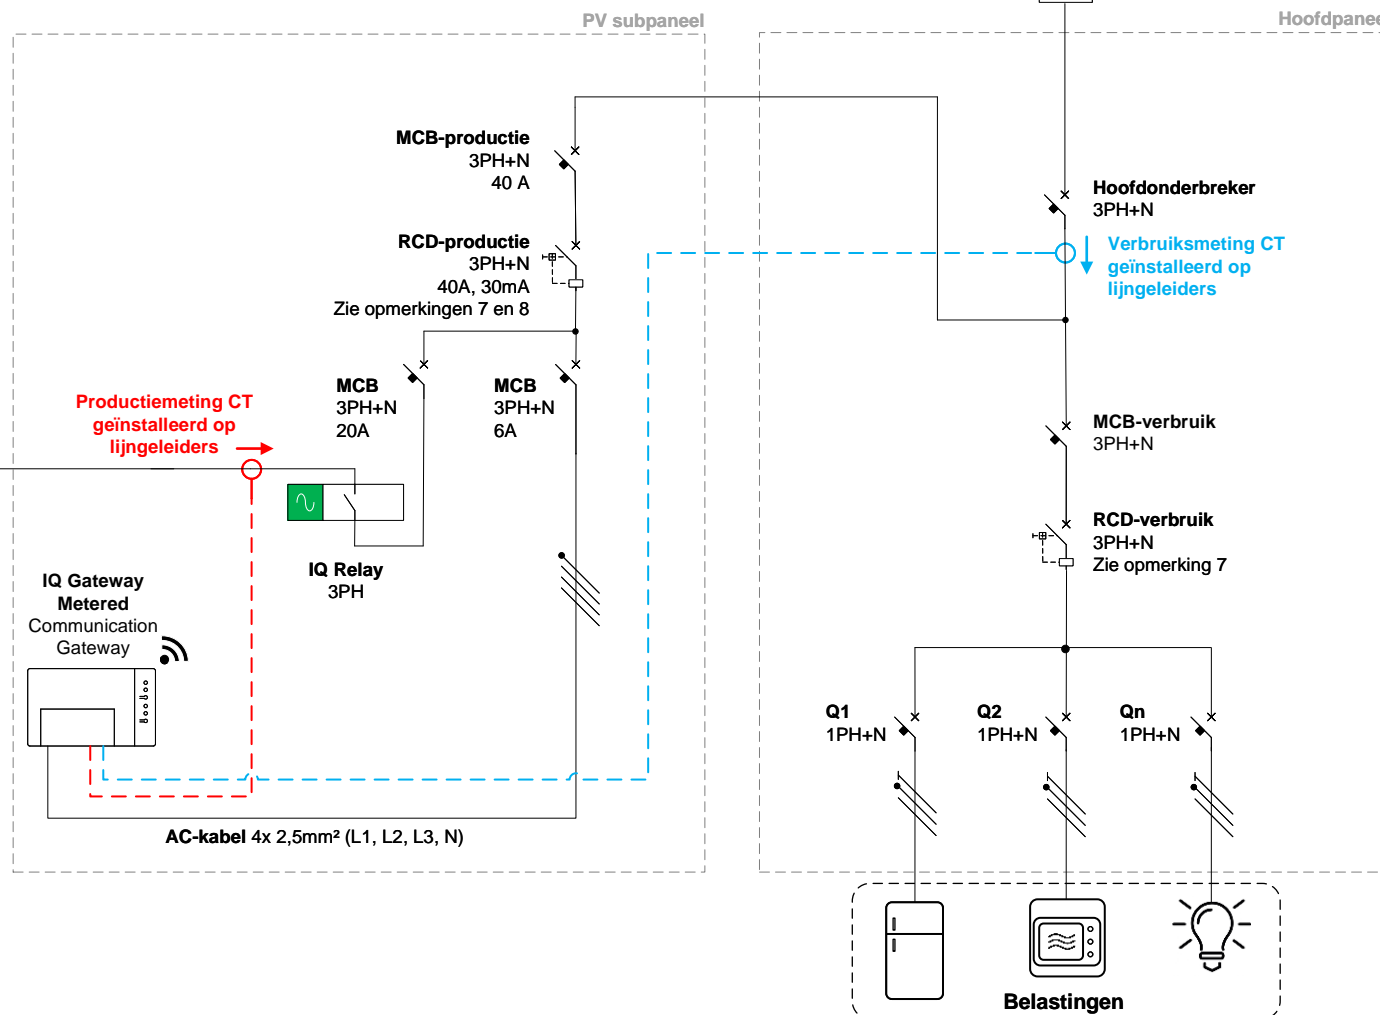 PV subpaneel
Hoofdpanee
MCB-productie
3PH+N
40 A
RCD-productie
3PH+N
40A, 30mA
Zie opmerkingen 7 en 8
Hoofdonderbreker
3PH+N
Verbruiksmeting CT
geïnstalleerd op
lijngeleiders
MCB
3PH+N
20A
MCB
3PH+N
6A
Productiemeting CT
geïnstalleerd op
lijngeleiders
MCB-verbruik
3PH+N
RCD-verbruik
3PH+N
Zie opmerking 7
IQ Relay
3PH
IQ Gateway
Metered
Communication
Gateway
Q1
1PH+N
Q2
1PH+N
Qn
1PH+N
AC-kabel 4x 2,5mm² (L1, L2, L3, N)
Belastingen